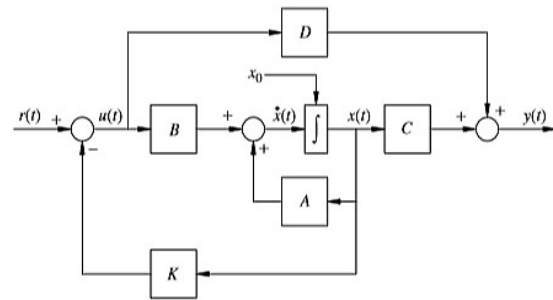 D
x₀
r(t) + u(t) B + ẋ(t) ∫ x(t) C + + y(t)
− +
A
K